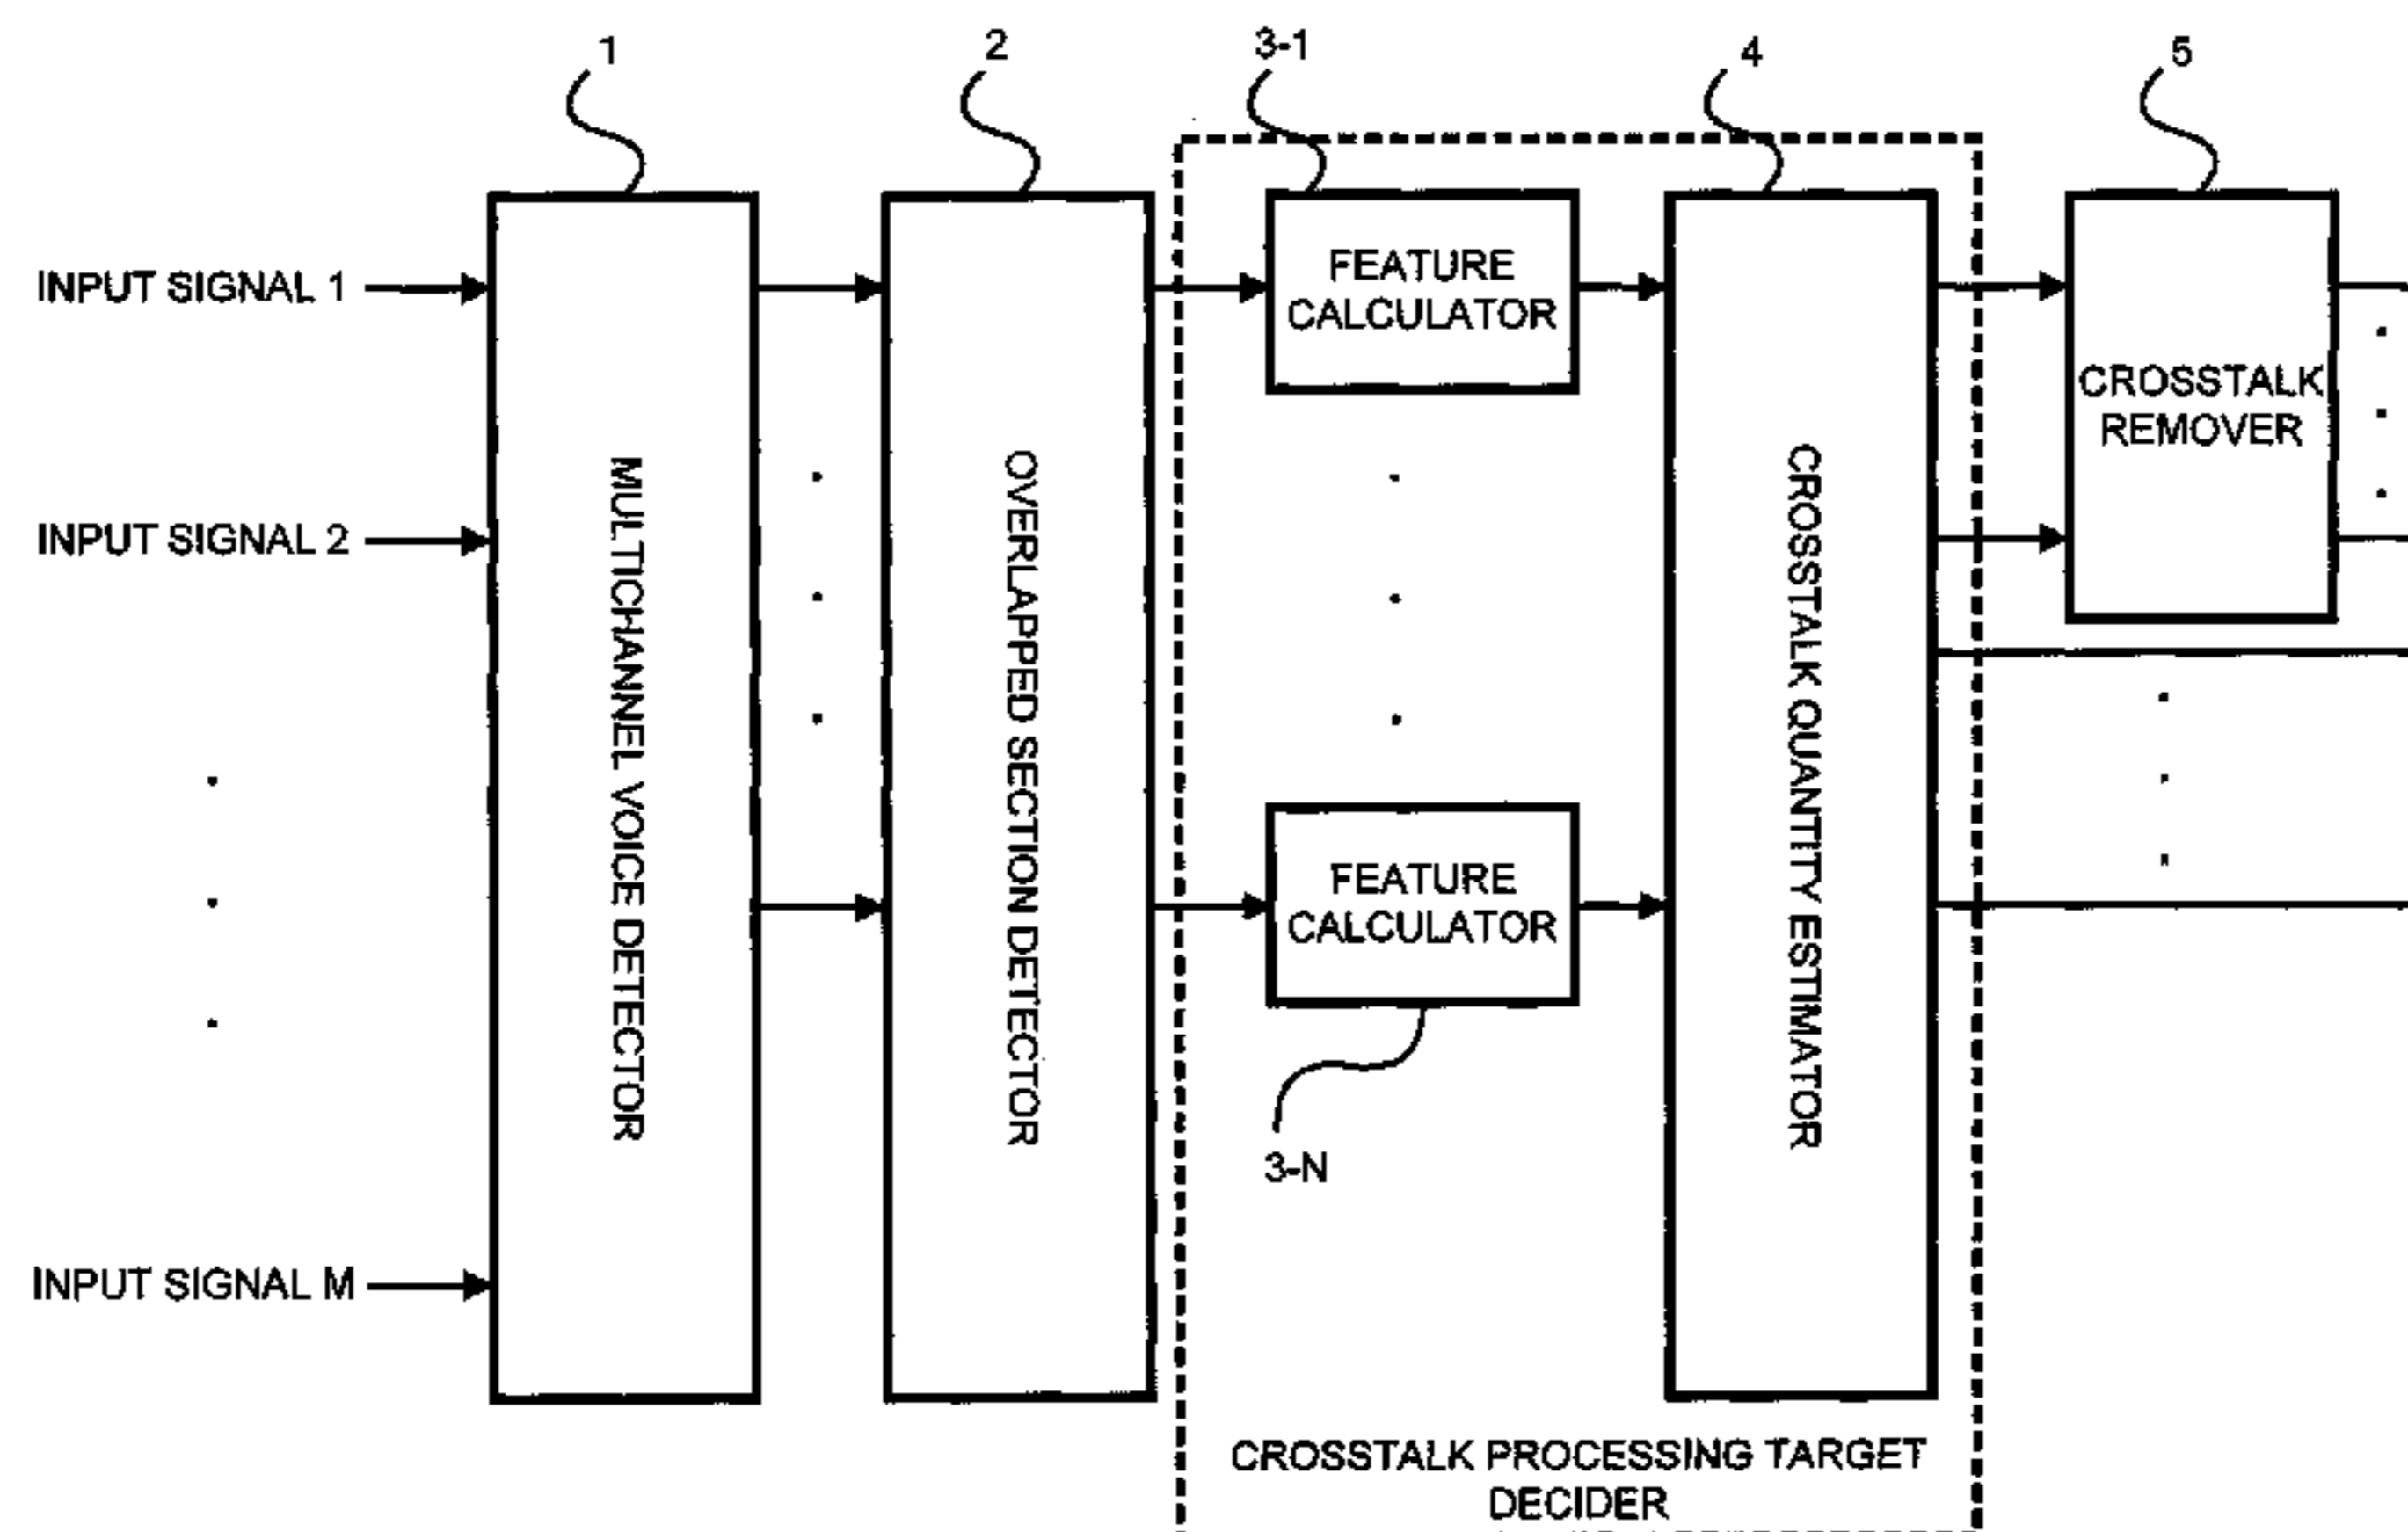 1
2
3-1
4
5
INPUT SIGNAL 1
INPUT SIGNAL 2
INPUT SIGNAL M
MULTICHANNEL VOICE DETECTOR
OVERLAPPED SECTION DETECTOR
FEATURE
CALCULATOR
FEATURE
CALCULATOR
3-N
CROSSTALK QUANTITY ESTIMATOR
CROSSTALK
REMOVER
CROSSTALK PROCESSING TARGET
DECIDER